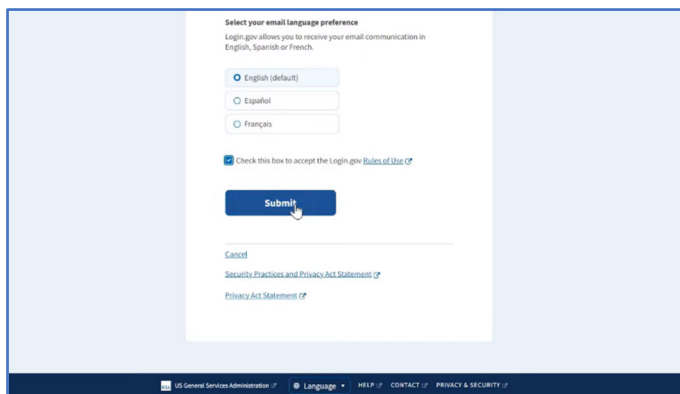 Select your email language preference
Login.gov allows you to receive your email communication in
English, Spanish or French.
English (default)
Español
Français
Check this box to accept the Login.gov Rules of Use
Submit
Cancel
Security Practices and Privacy Act Statement
Privacy Act Statement
GSA US General Services Administration Language HELP CONTACT PRIVACY & SECURITY